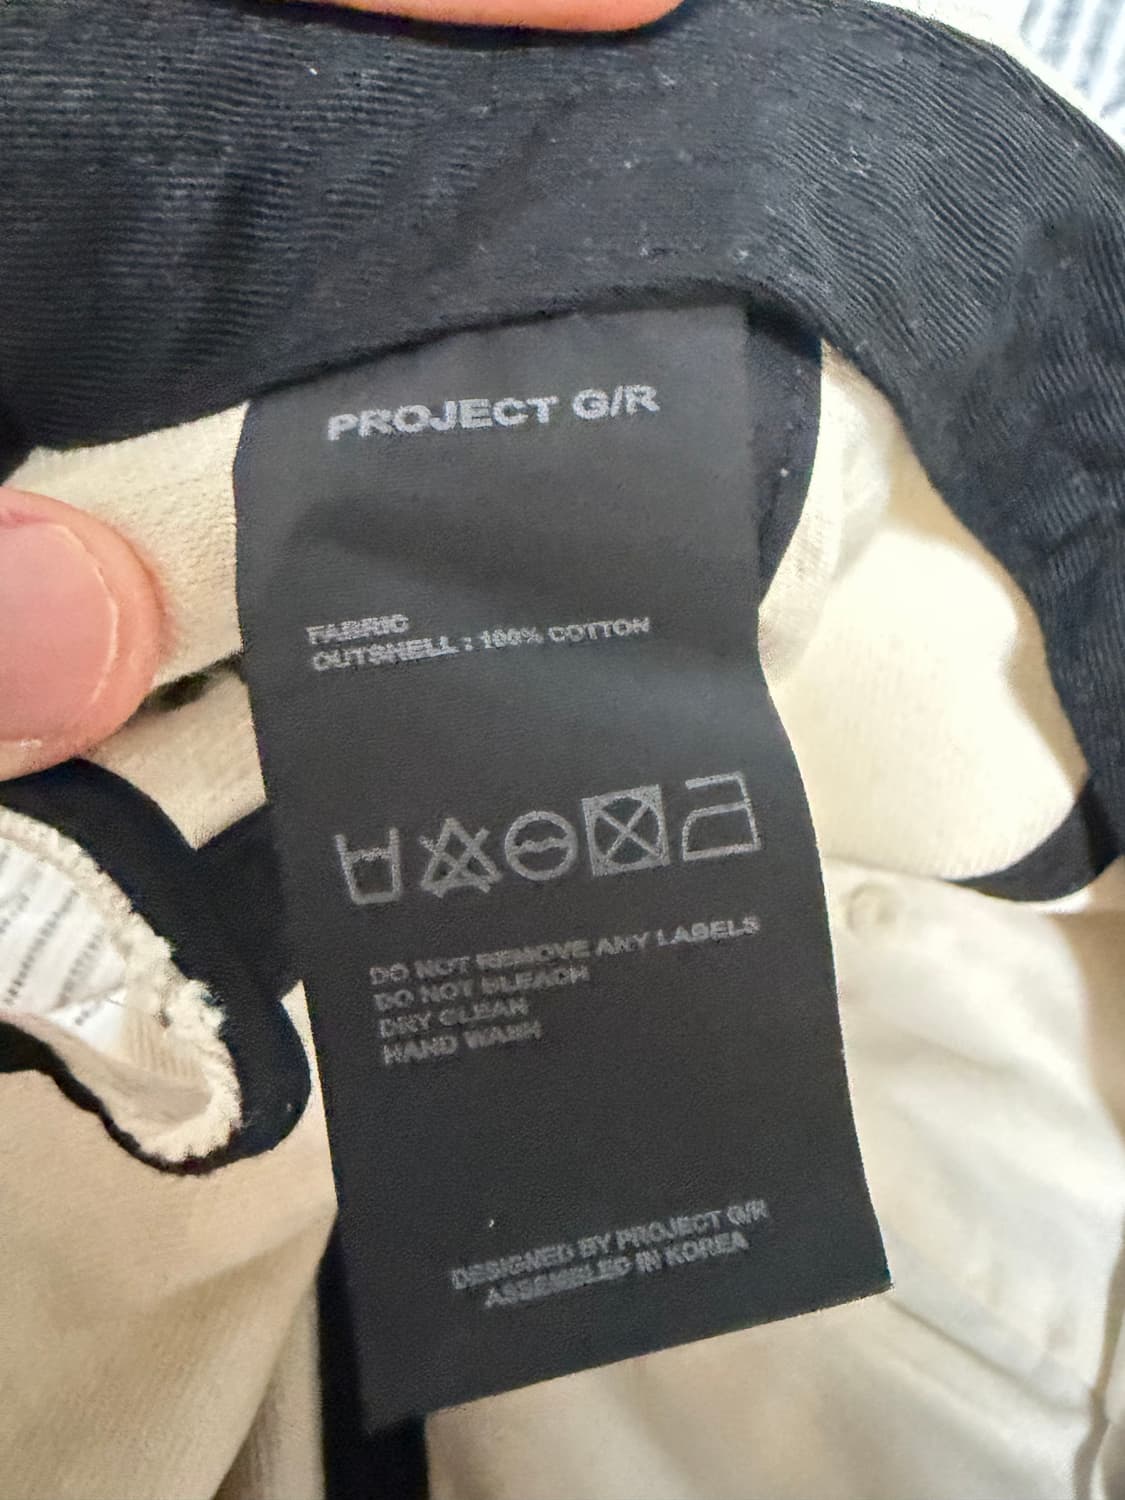 PROJECT G/R
FABRIC
OUTSHELL : 100% COTTON
DO NOT REMOVE ANY LABELS
DO NOT BLEACH
DRY CLEAN
HAND WASH
DESIGNED BY PROJECT G/R
ASSEMBLED IN KOREA